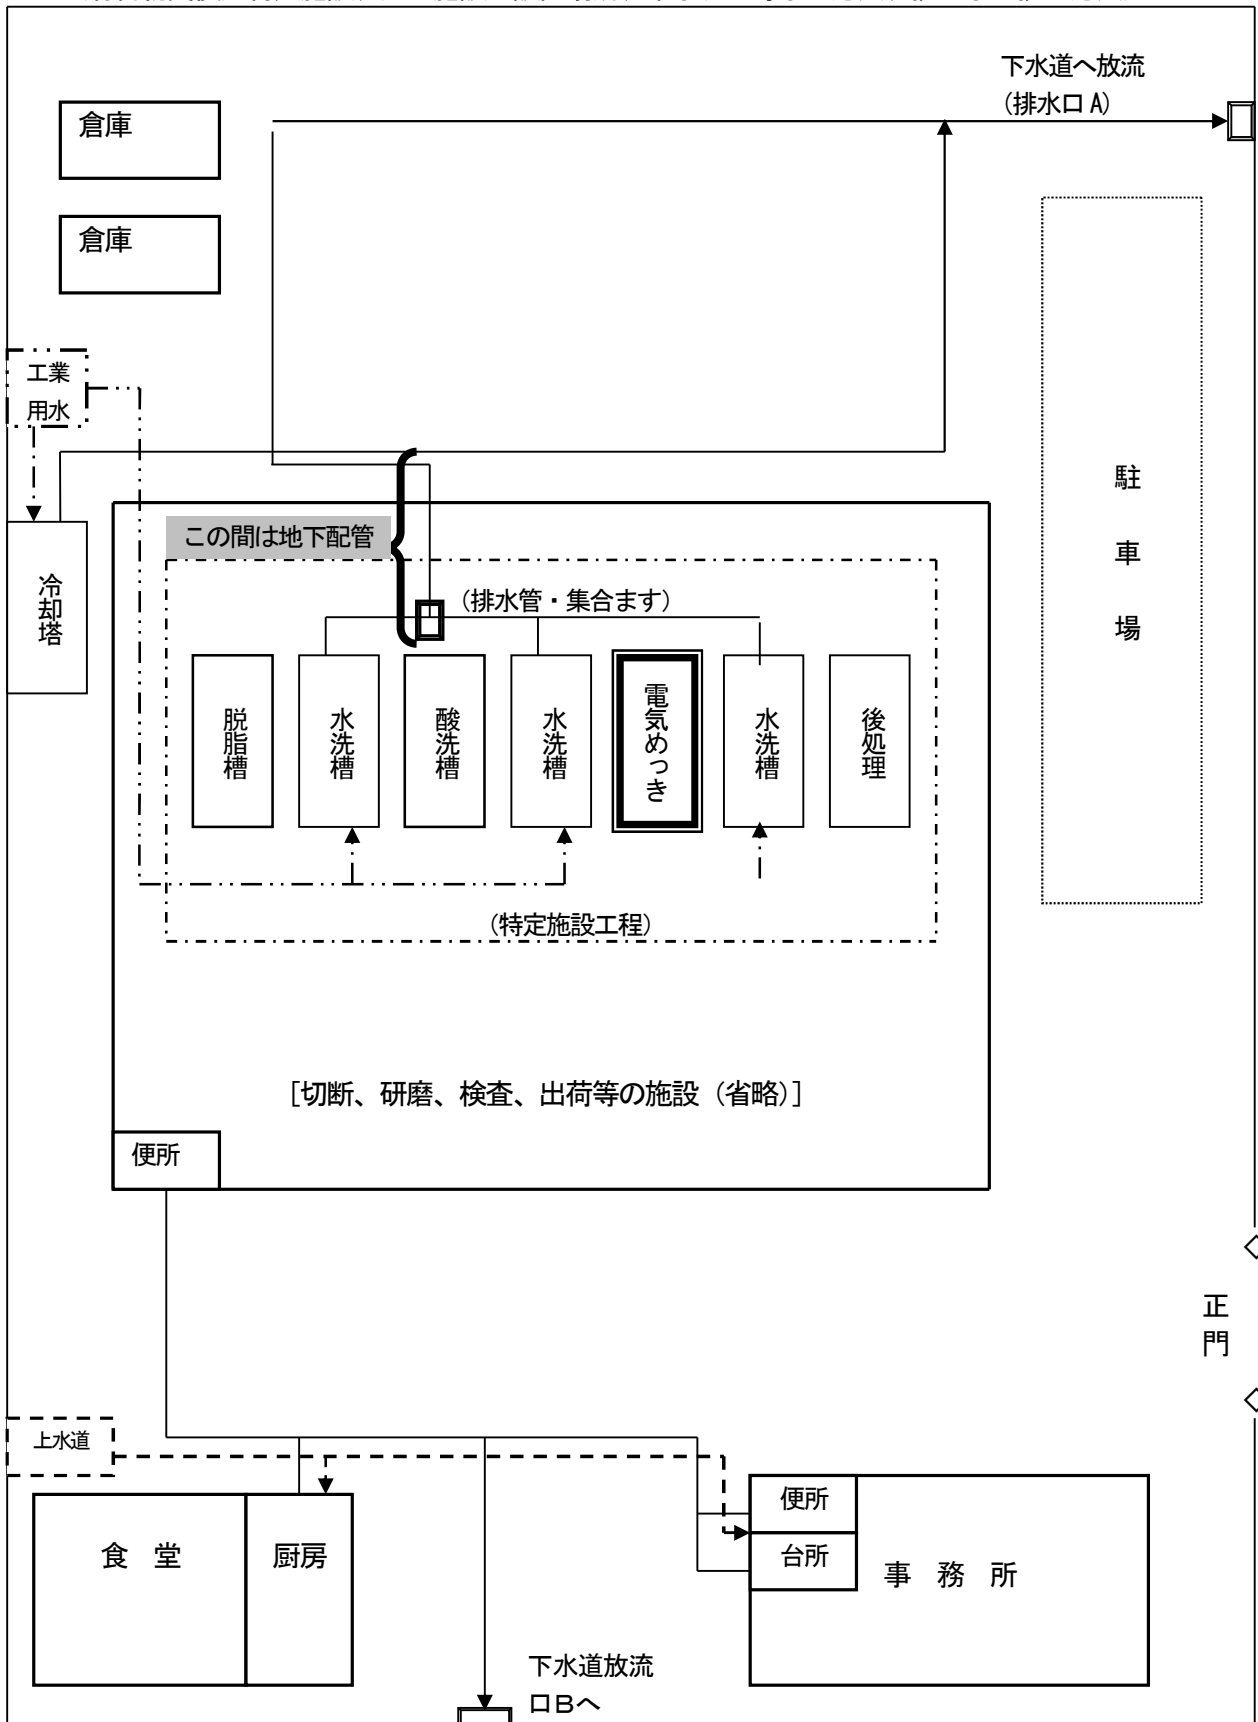 下水道へ放流
(排水口 A)
倉庫
倉庫
工業
用水
駐
車
場
この間は地下配管
冷却塔
(排水管・集合ます)
脱脂槽
水洗槽
酸洗槽
水洗槽
電気めっき
水洗槽
後処理
(特定施設工程)
[切断、研磨、検査、出荷等の施設（省略）]
便所
正
門
上水道
便所
食 堂
厨房
台所
事 務 所
下水道放流
口Bへ